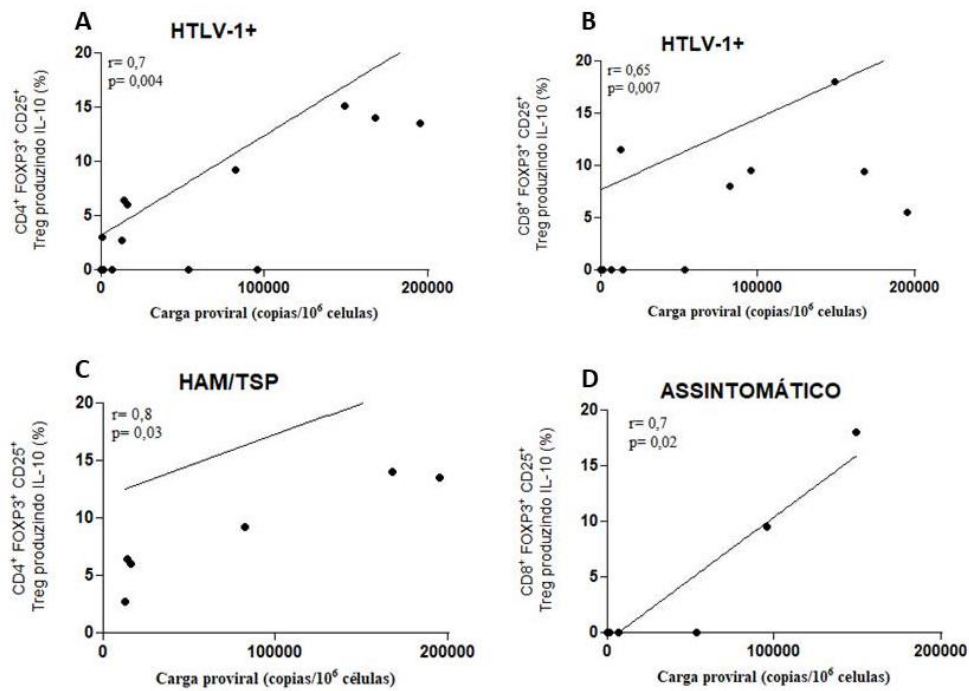 A
HTLV-1+
r= 0,7
p= 0,004
CD4⁺ FOXP3⁺ CD25⁺
Treg produzindo IL-10 (%)
20
15
10
5
0
0
100000
200000
Carga proviral (copias/10⁶ celulas)
B
HTLV-1+
r= 0,65
p= 0,007
CD8⁺ FOXP3⁺ CD25⁺
Treg produzindo IL-10 (%)
20
15
10
5
0
0
100000
200000
Carga proviral (copias/10⁶ celulas)
C
HAM/TSP
r= 0,8
p= 0,03
CD4⁺ FOXP3⁺ CD25⁺
Treg produzindo IL-10 (%)
20
15
10
5
0
0
100000
200000
Carga proviral (copias/10⁶ células)
D
ASSINTOMÁTICO
r= 0,7
p= 0,02
CD8⁺ FOXP3⁺ CD25⁺
Treg produzindo IL-10 (%)
20
15
10
5
0
0
100000
200000
Carga proviral (copias/10⁶ celulas)